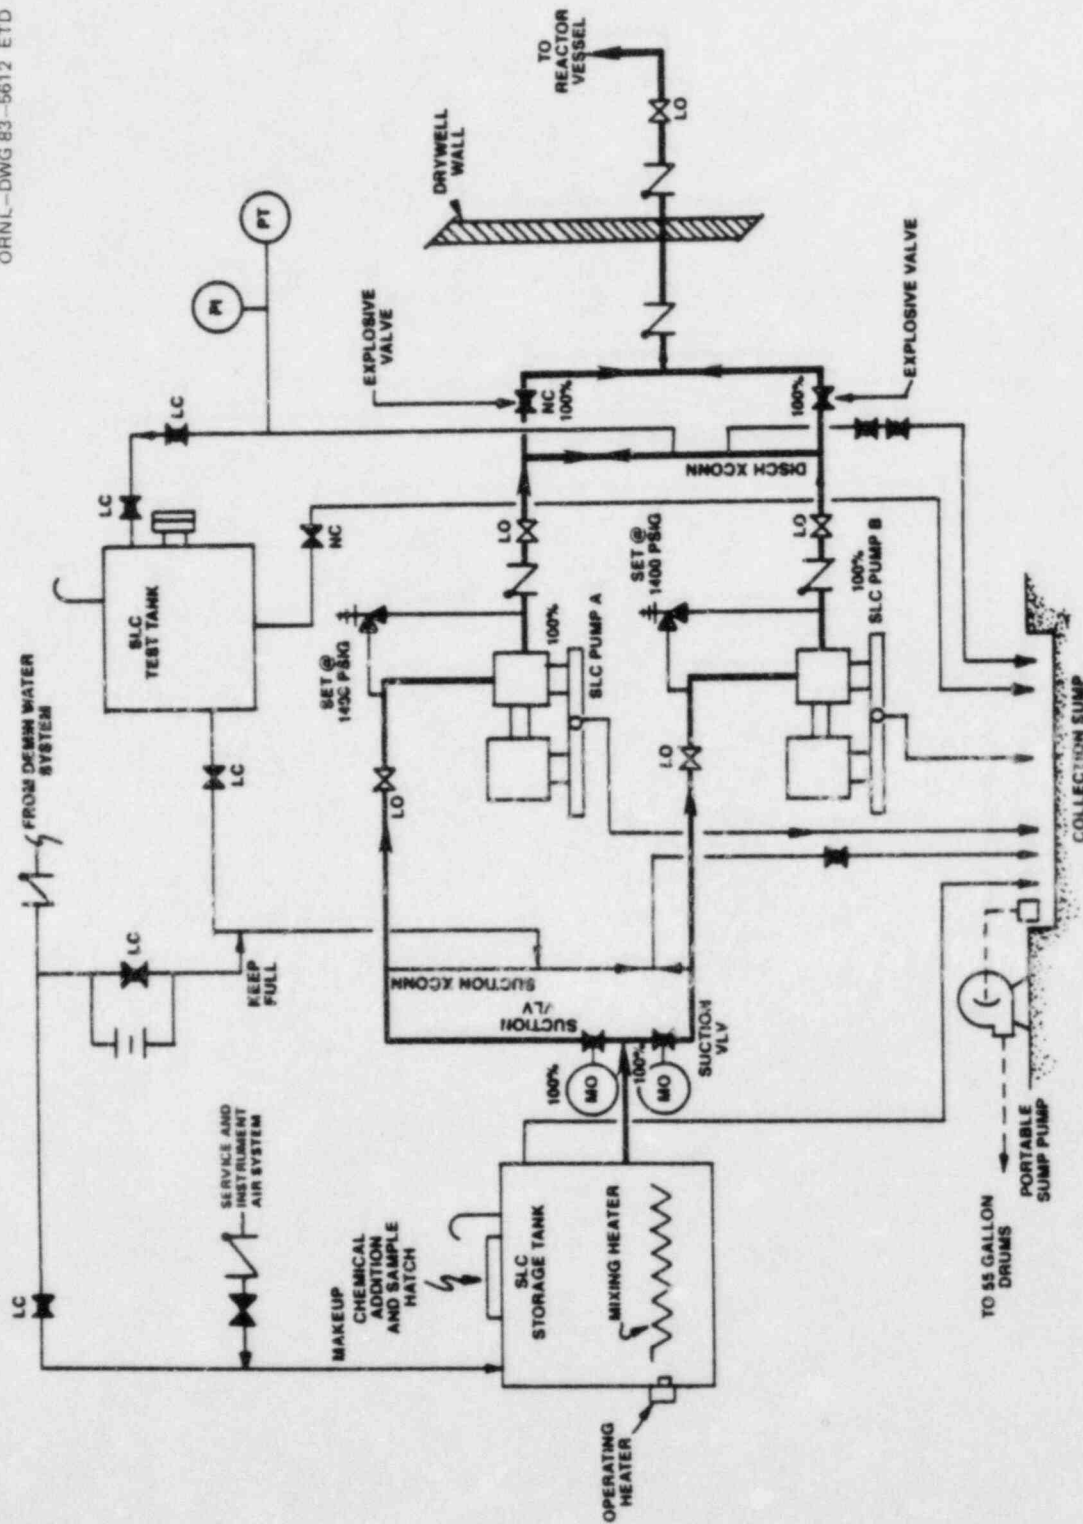 ORNL-DWG 83-5612 ETD
FROM DEMIN WATER
SYSTEM
LC
LC
KEEP
FULL
SERVICE AND
INSTRUMENT
AIR SYSTEM
MAKEUP
CHEMICAL
ADDITION
AND SAMPLE
HATCH
SLC
STORAGE TANK
MIXING HEATER
OPERATING
HEATER
SLC
TEST TANK
LC
LC
LC
NC
PI
PT
EXPLOSIVE
VALVE
NC
100%
DRYWELL
WALL
TO
REACTOR
VESSEL
LO
100%
EXPLOSIVE VALVE
DISCH XCONN
LO
LO
SET @
1400 PSIG
SET @
1400 PSIG
100%
SLC PUMP A
100%
SLC PUMP B
LO
LO
SUCTION XCONN
SUCTION
VLV
100%
MO
100%
MO
SUCTION
VLV
PORTABLE
SUMP PUMP
TO 55 GALLON
DRUMS
COLLECTION SUMP